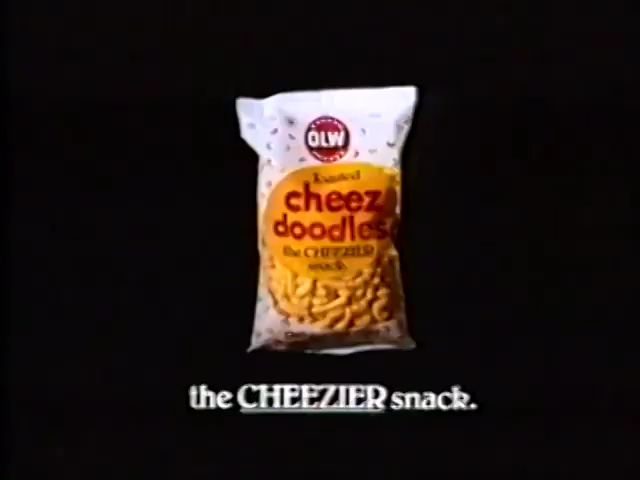 OLW
Toasted
cheez
doodles
the CHEEZIER
snack.
the CHEEZIER snack.